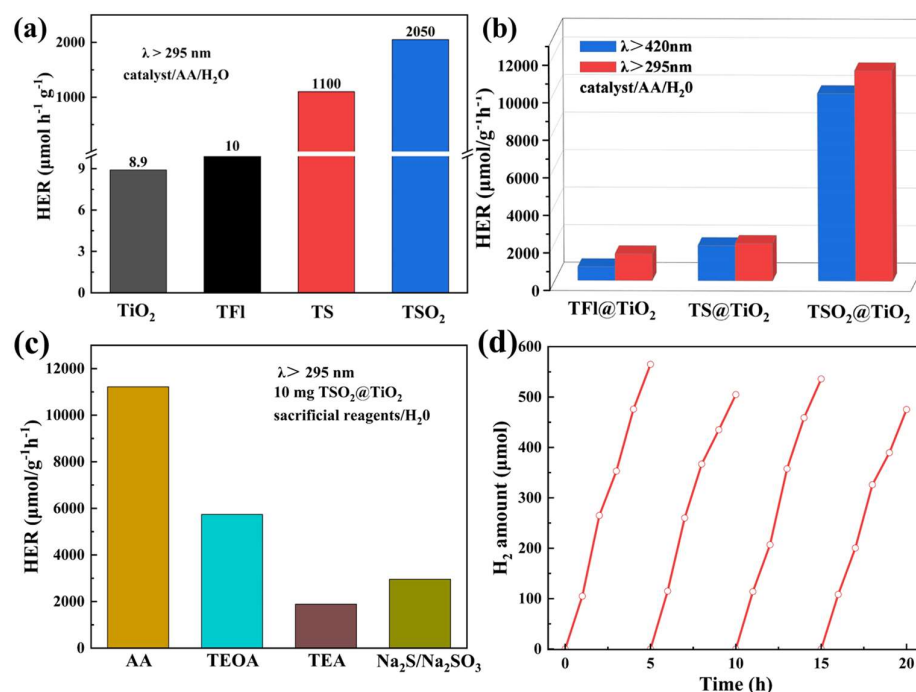 (a)
λ > 295 nm
catalyst/AA/H₂O
HER (μmol h⁻¹ g⁻¹)
2000
1000
9
6
3
0
8.9
10
1100
2050
TiO₂
TFl
TS
TSO₂
(b)
λ > 420nm
λ > 295nm
catalyst/AA/H₂0
HER (μmol/g⁻¹h⁻¹)
12000
10000
8000
6000
4000
2000
0
TFl@TiO₂
TS@TiO₂
TSO₂@TiO₂
(c)
λ > 295 nm
10 mg TSO₂@TiO₂
sacrificial reagents/H₂0
HER (μmol/g⁻¹h⁻¹)
12000
10000
8000
6000
4000
2000
0
AA
TEOA
TEA
Na₂S/Na₂SO₃
(d)
H₂ amount (μmol)
600
500
400
300
200
100
0
0
5
10
15
20
Time (h)